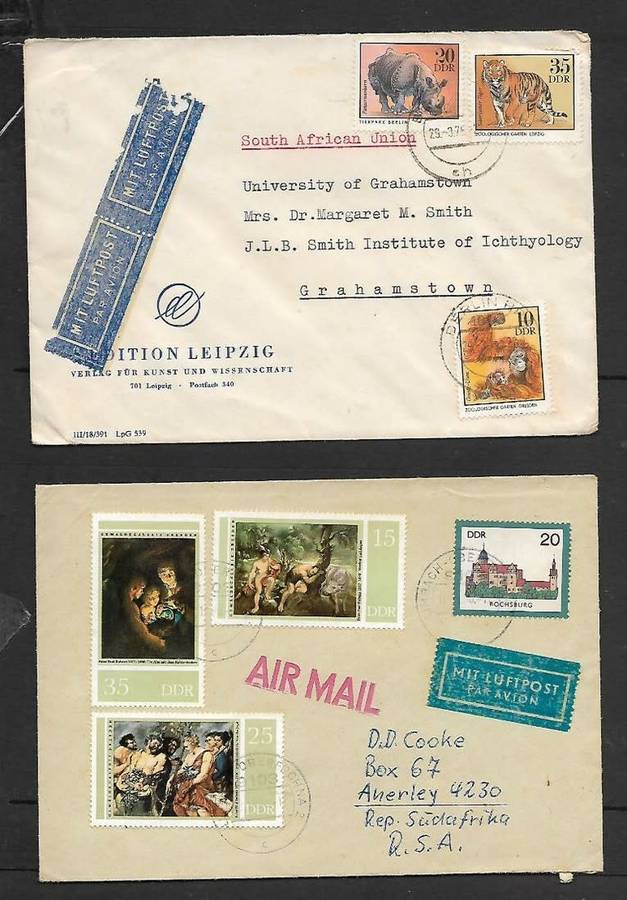 20
DDR
TIERPARK BERLIN
35
DDR
ZOOLOGISCHER GARTEN LEIPZIG
MIT LUFTPOST
PAR AVION
MIT LUFTPOST
PAR AVION
South African Union
University of Grahamstown
Mrs. Dr.Margaret M. Smith
J.L.B. Smith Institute of Ichthyology
Grahamstown
BERLIN
10
DDR
ZOOLOGISCHER GARTEN DRESDEN
EDITION LEIPZIG
VERLAG FÜR KUNST UND WISSENSCHAFT
701 Leipzig · Postfach 340
III/18/391 LpG 539
35 DDR
15
DDR
DDR 20
ROCHSBURG
AIR MAIL
MIT LUFTPOST
PAR AVION
25
DDR
D.D. Cooke
Box 67
Anerley 4230
Rep. Südafrika
R.S.A.